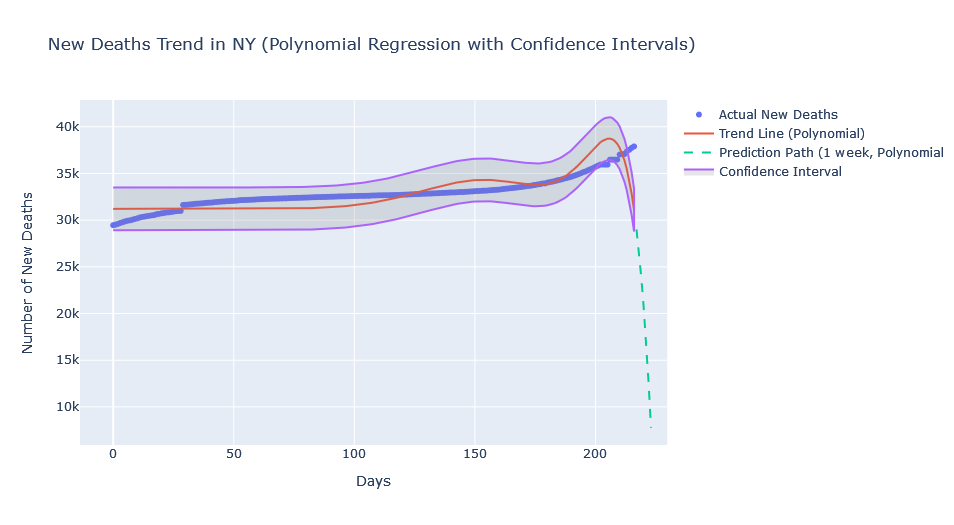 New Deaths Trend in NY (Polynomial Regression with Confidence Intervals)
Number of New Deaths
40k
35k
30k
25k
20k
15k
10k
0
50
100
150
200
Days
Actual New Deaths
Trend Line (Polynomial)
Prediction Path (1 week, Polynomial
Confidence Interval